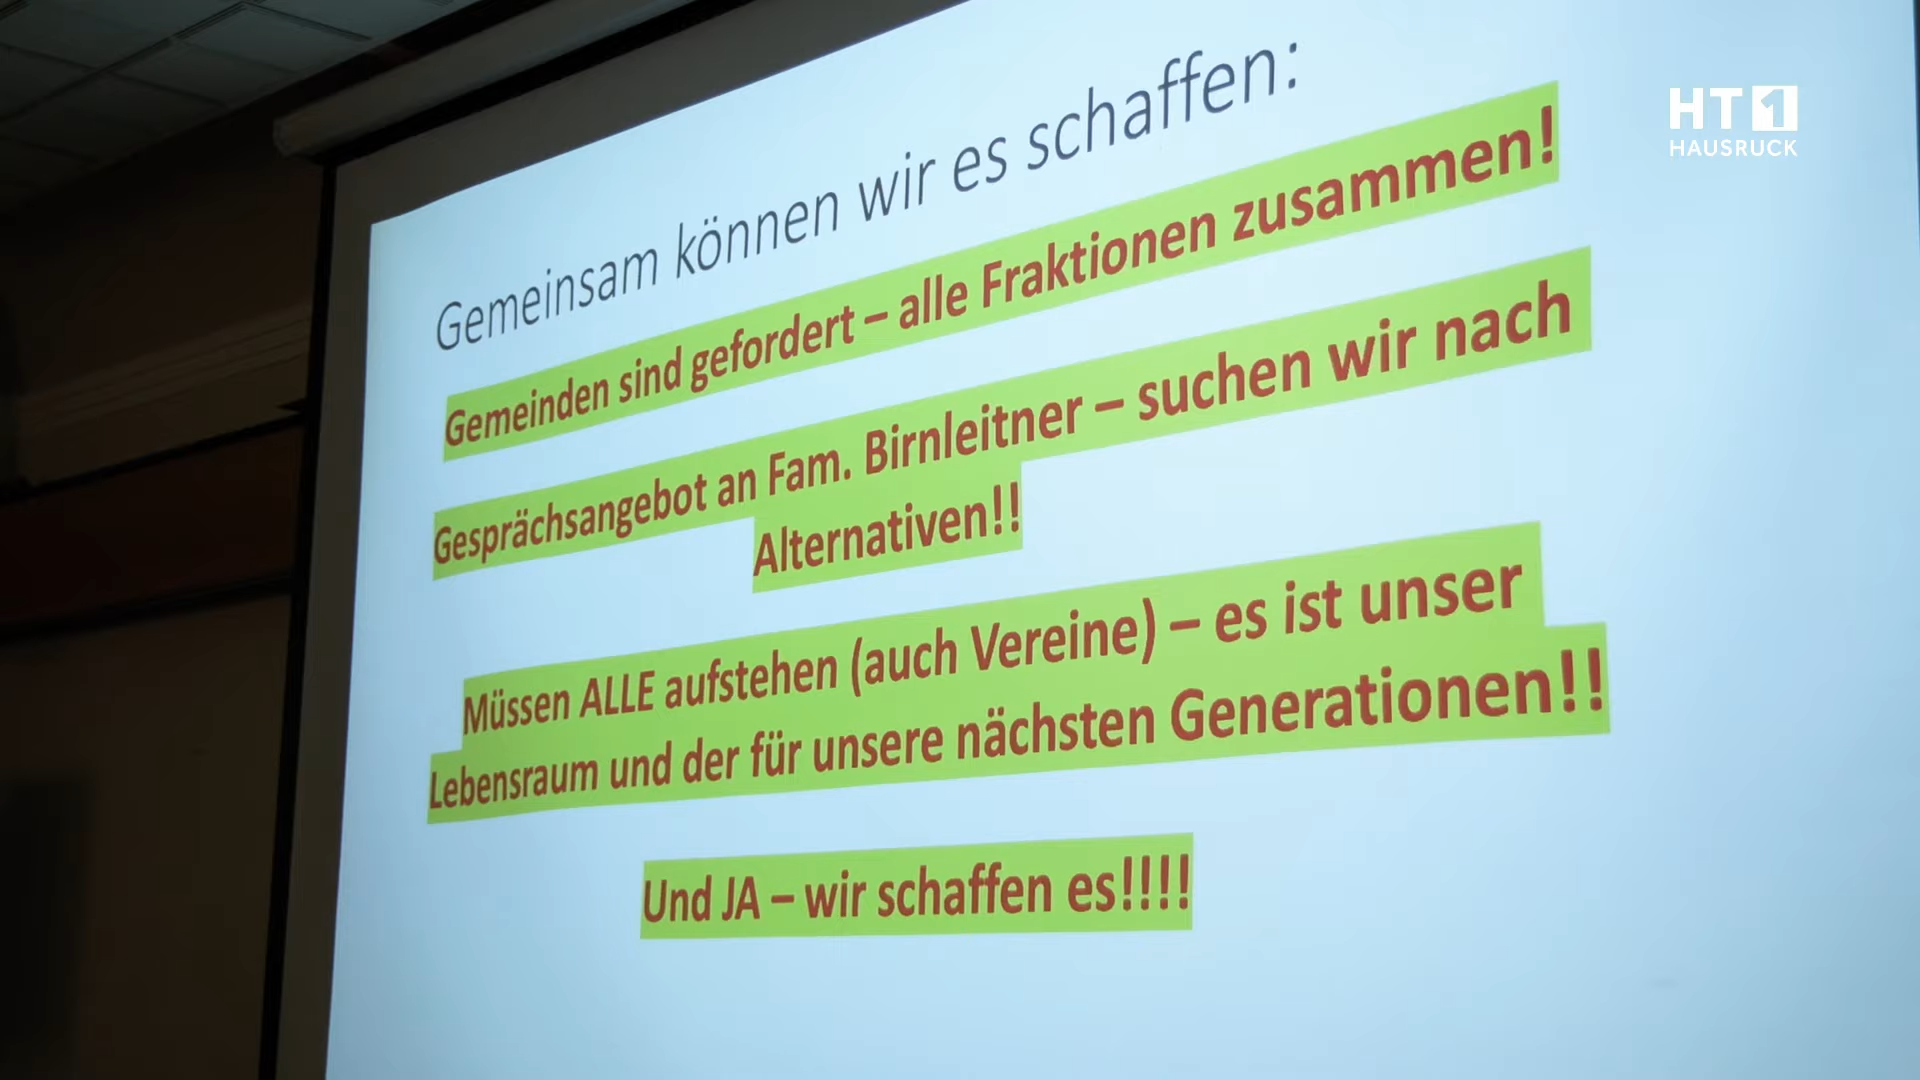 Gemeinsam können wir es schaffen:
Gemeinden sind gefordert – alle Fraktionen zusammen!
Gesprächsangebot an Fam. Birnleitner – suchen wir nach
Alternativen!!
Müssen ALLE aufstehen (auch Vereine) – es ist unser
Lebensraum und der für unsere nächsten Generationen!!
Und JA – wir schaffen es!!!!
HT1
HAUSRUCK